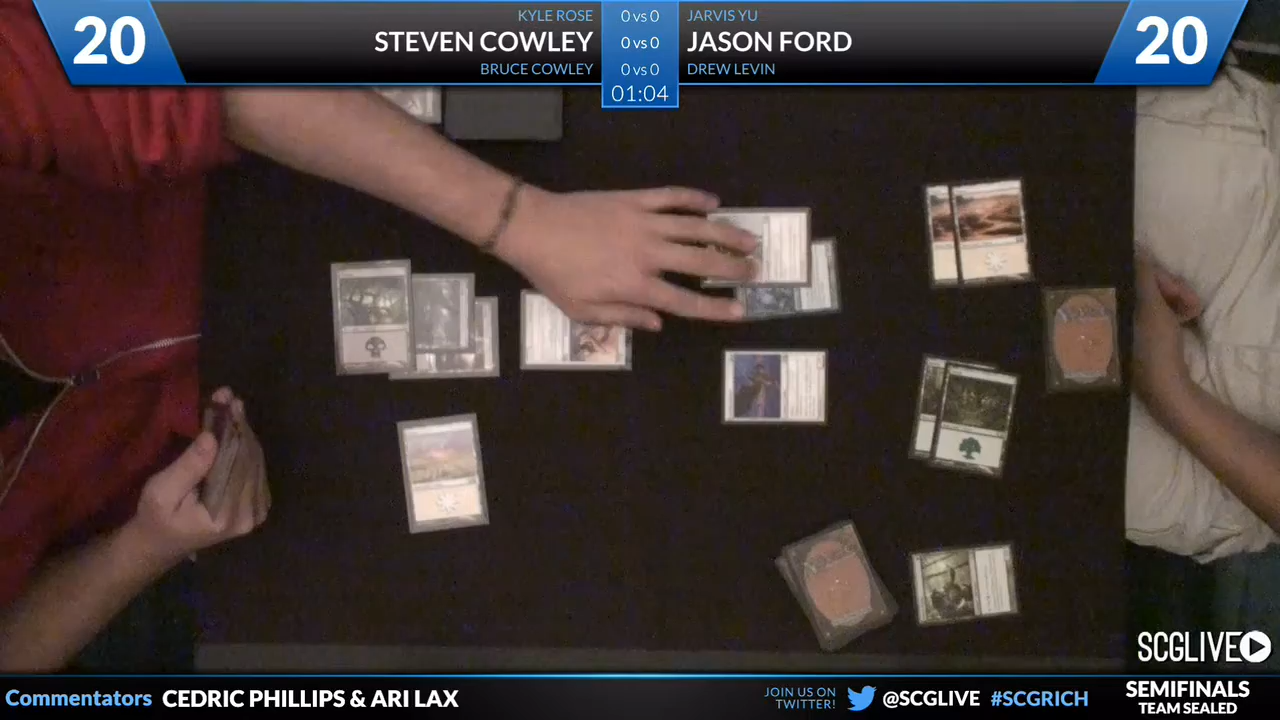 20
KYLE ROSE
0 vs 0
JARVIS YU
STEVEN COWLEY
0 vs 0
JASON FORD
BRUCE COWLEY
0 vs 0
DREW LEVIN
01:04
20
SCGLIVE
Commentators CEDRIC PHILLIPS & ARI LAX
JOIN US ON
TWITTER!
@SCGLIVE #SCGRICH
SEMIFINALS
TEAM SEALED